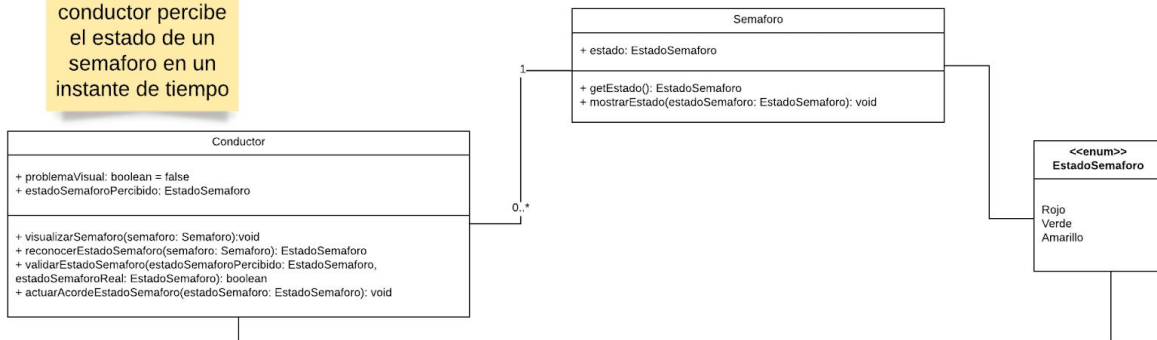 conductor percibe
el estado de un
semaforo en un
instante de tiempo
Semaforo
+ estado: EstadoSemaforo
+ getEstado(): EstadoSemaforo
+ mostrarEstado(estadoSemaforo: EstadoSemaforo): void
1
0..*
Conductor
+ problemaVisual: boolean = false
+ estadoSemaforoPercibido: EstadoSemaforo
+ visualizarSemaforo(semaforo: Semaforo):void
+ reconocerEstadoSemaforo(semaforo: Semaforo): EstadoSemaforo
+ validarEstadoSemaforo(estadoSemaforoPercibido: EstadoSemaforo,
estadoSemaforoReal: EstadoSemaforo): boolean
+ actuarAcordeEstadoSemaforo(estadoSemaforo: EstadoSemaforo): void
<<enum>>
EstadoSemaforo
Rojo
Verde
Amarillo